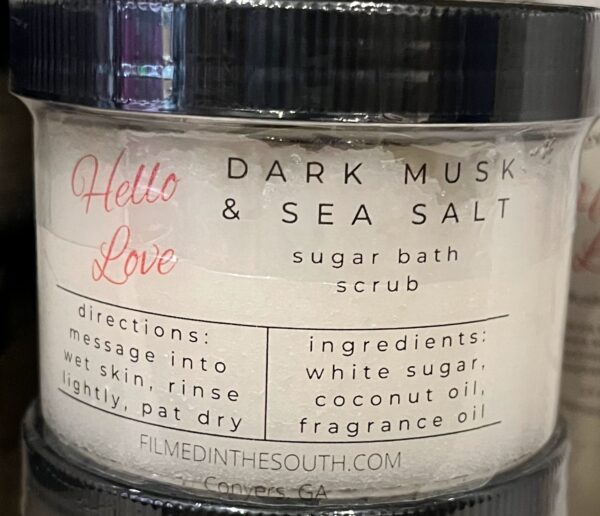 Hello
Love
DARK MUSK
& SEA SALT
sugar bath
scrub
directions:
message into
wet skin, rinse
lightly, pat dry
ingredients:
white sugar,
coconut oil,
fragrance oil
FILMEDINTHESOUTH.COM
Conyers, GA